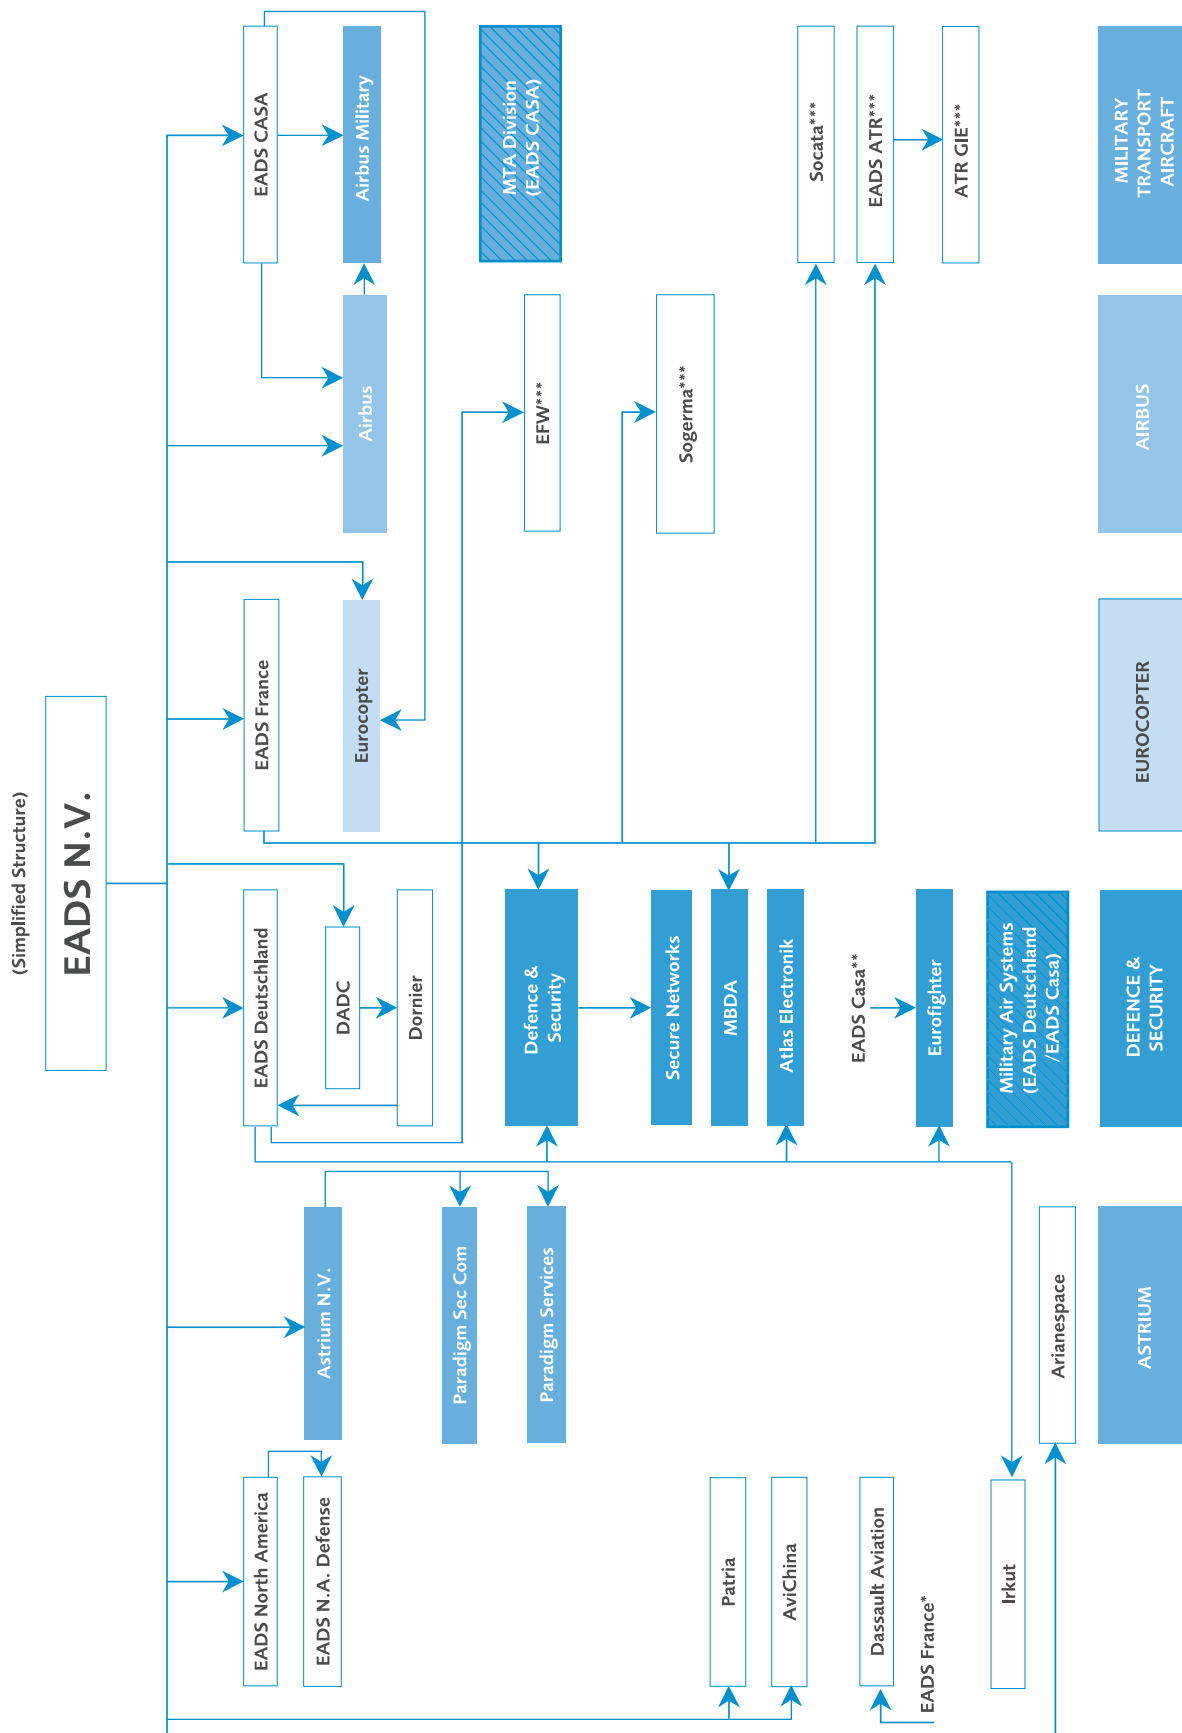 (Simplified Structure)
EADS N.V.
EADS North America
EADS N.A. Defense
Astrium N.V.
Paradigm Sec Com
Paradigm Services
EADS Deutschland
DADC
Dornier
EADS France
Eurocopter
EADS CASA
Airbus
Airbus Military
MTA Division
(EADS CASA)
EFW***
Sogerma***
Defence &
Security
Secure Networks
MBDA
Atlas Electronik
EADS Casa**
Eurofighter
Military Air Systems
(EADS Deutschland
/EADS Casa)
Socata***
EADS ATR***
ATR GIE***
Patria
AviChina
Dassault Aviation
EADS France*
Irkut
Arianespace
ASTRIUM
DEFENCE &
SECURITY
EUROCOPTER
AIRBUS
MILITARY
TRANSPORT
AIRCRAFT